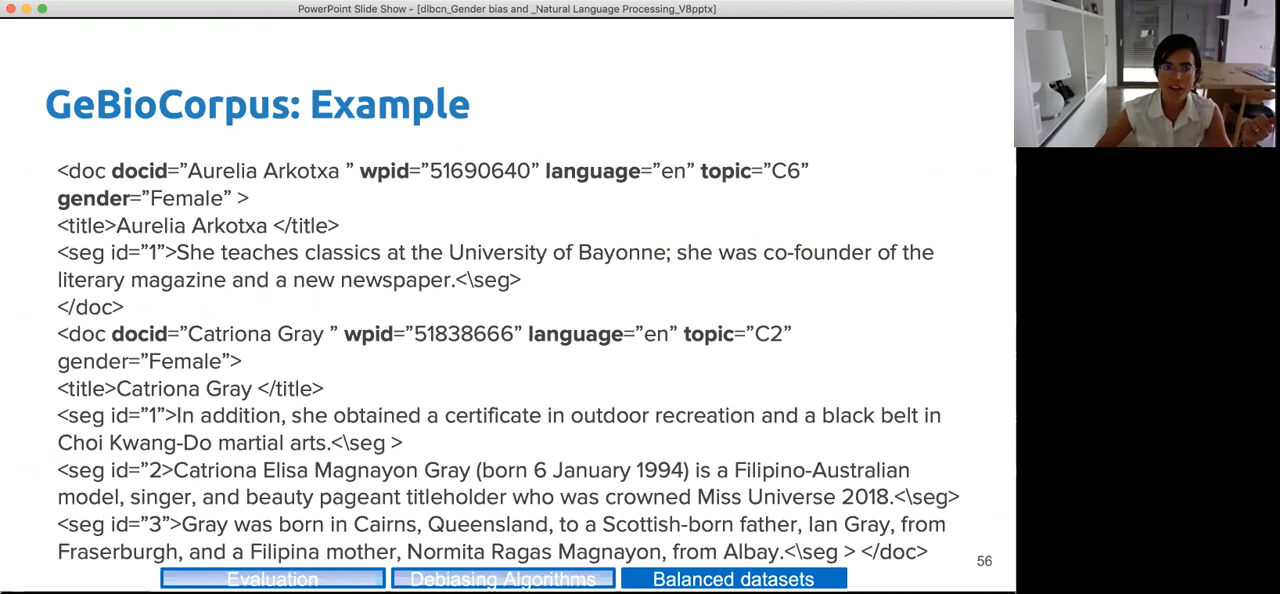 PowerPoint Slide Show - [dlbcn_Gender bias and _Natural Language Processing_V8pptx]
GeBioCorpus: Example
<doc docid=”Aurelia Arkotxa ” wpid=”51690640” language=”en” topic=”C6”
gender=”Female” >
<title>Aurelia Arkotxa </title>
<seg id=”1”>She teaches classics at the University of Bayonne; she was co-founder of the
literary magazine and a new newspaper.<\seg>
</doc>
<doc docid=”Catriona Gray ” wpid=”51838666” language=”en” topic=”C2”
gender=”Female”>
<title>Catriona Gray </title>
<seg id=”1”>In addition, she obtained a certificate in outdoor recreation and a black belt in
Choi Kwang-Do martial arts.<\seg >
<seg id=”2>Catriona Elisa Magnayon Gray (born 6 January 1994) is a Filipino-Australian
model, singer, and beauty pageant titleholder who was crowned Miss Universe 2018.<\seg>
<seg id=”3”>Gray was born in Cairns, Queensland, to a Scottish-born father, Ian Gray, from
Fraserburgh, and a Filipina mother, Normita Ragas Magnayon, from Albay.<\seg > </doc>
56
Evaluation Debiasing Algorithms Balanced datasets